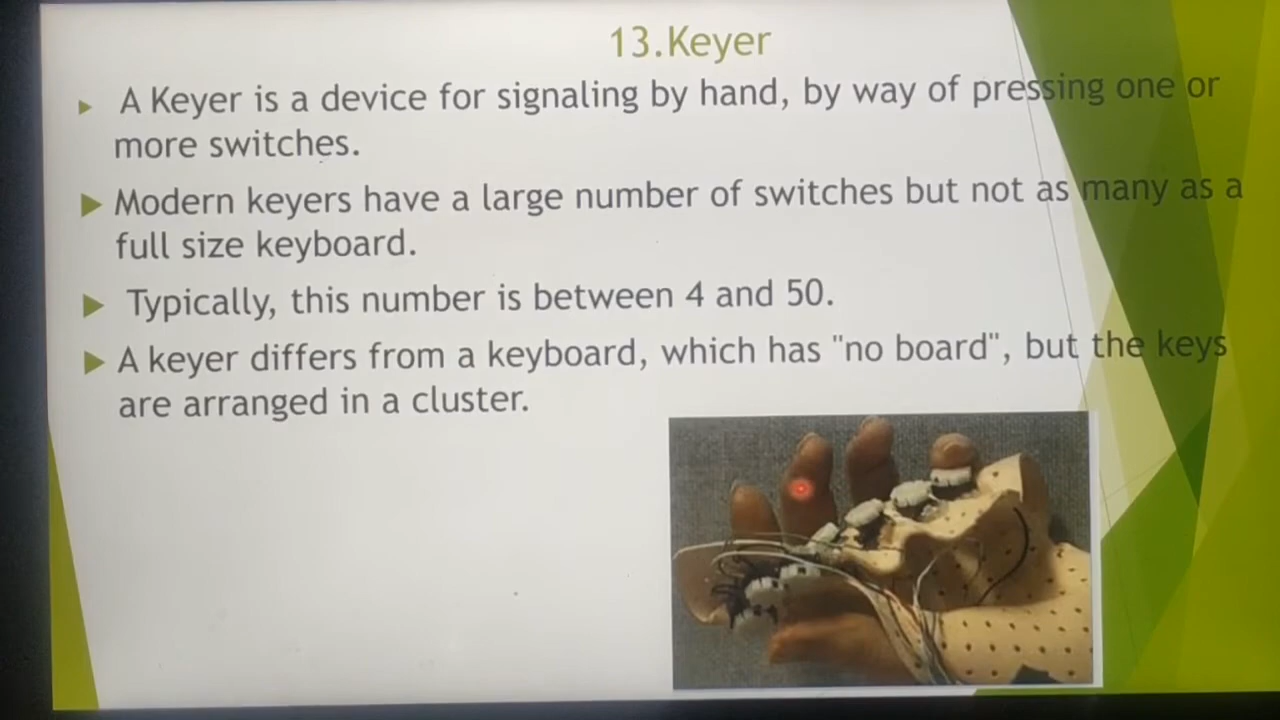 13.Keyer
A Keyer is a device for signaling by hand, by way of pressing one or
more switches.
Modern keyers have a large number of switches but not as many as a
full size keyboard.
Typically, this number is between 4 and 50.
A keyer differs from a keyboard, which has "no board", but the keys
are arranged in a cluster.